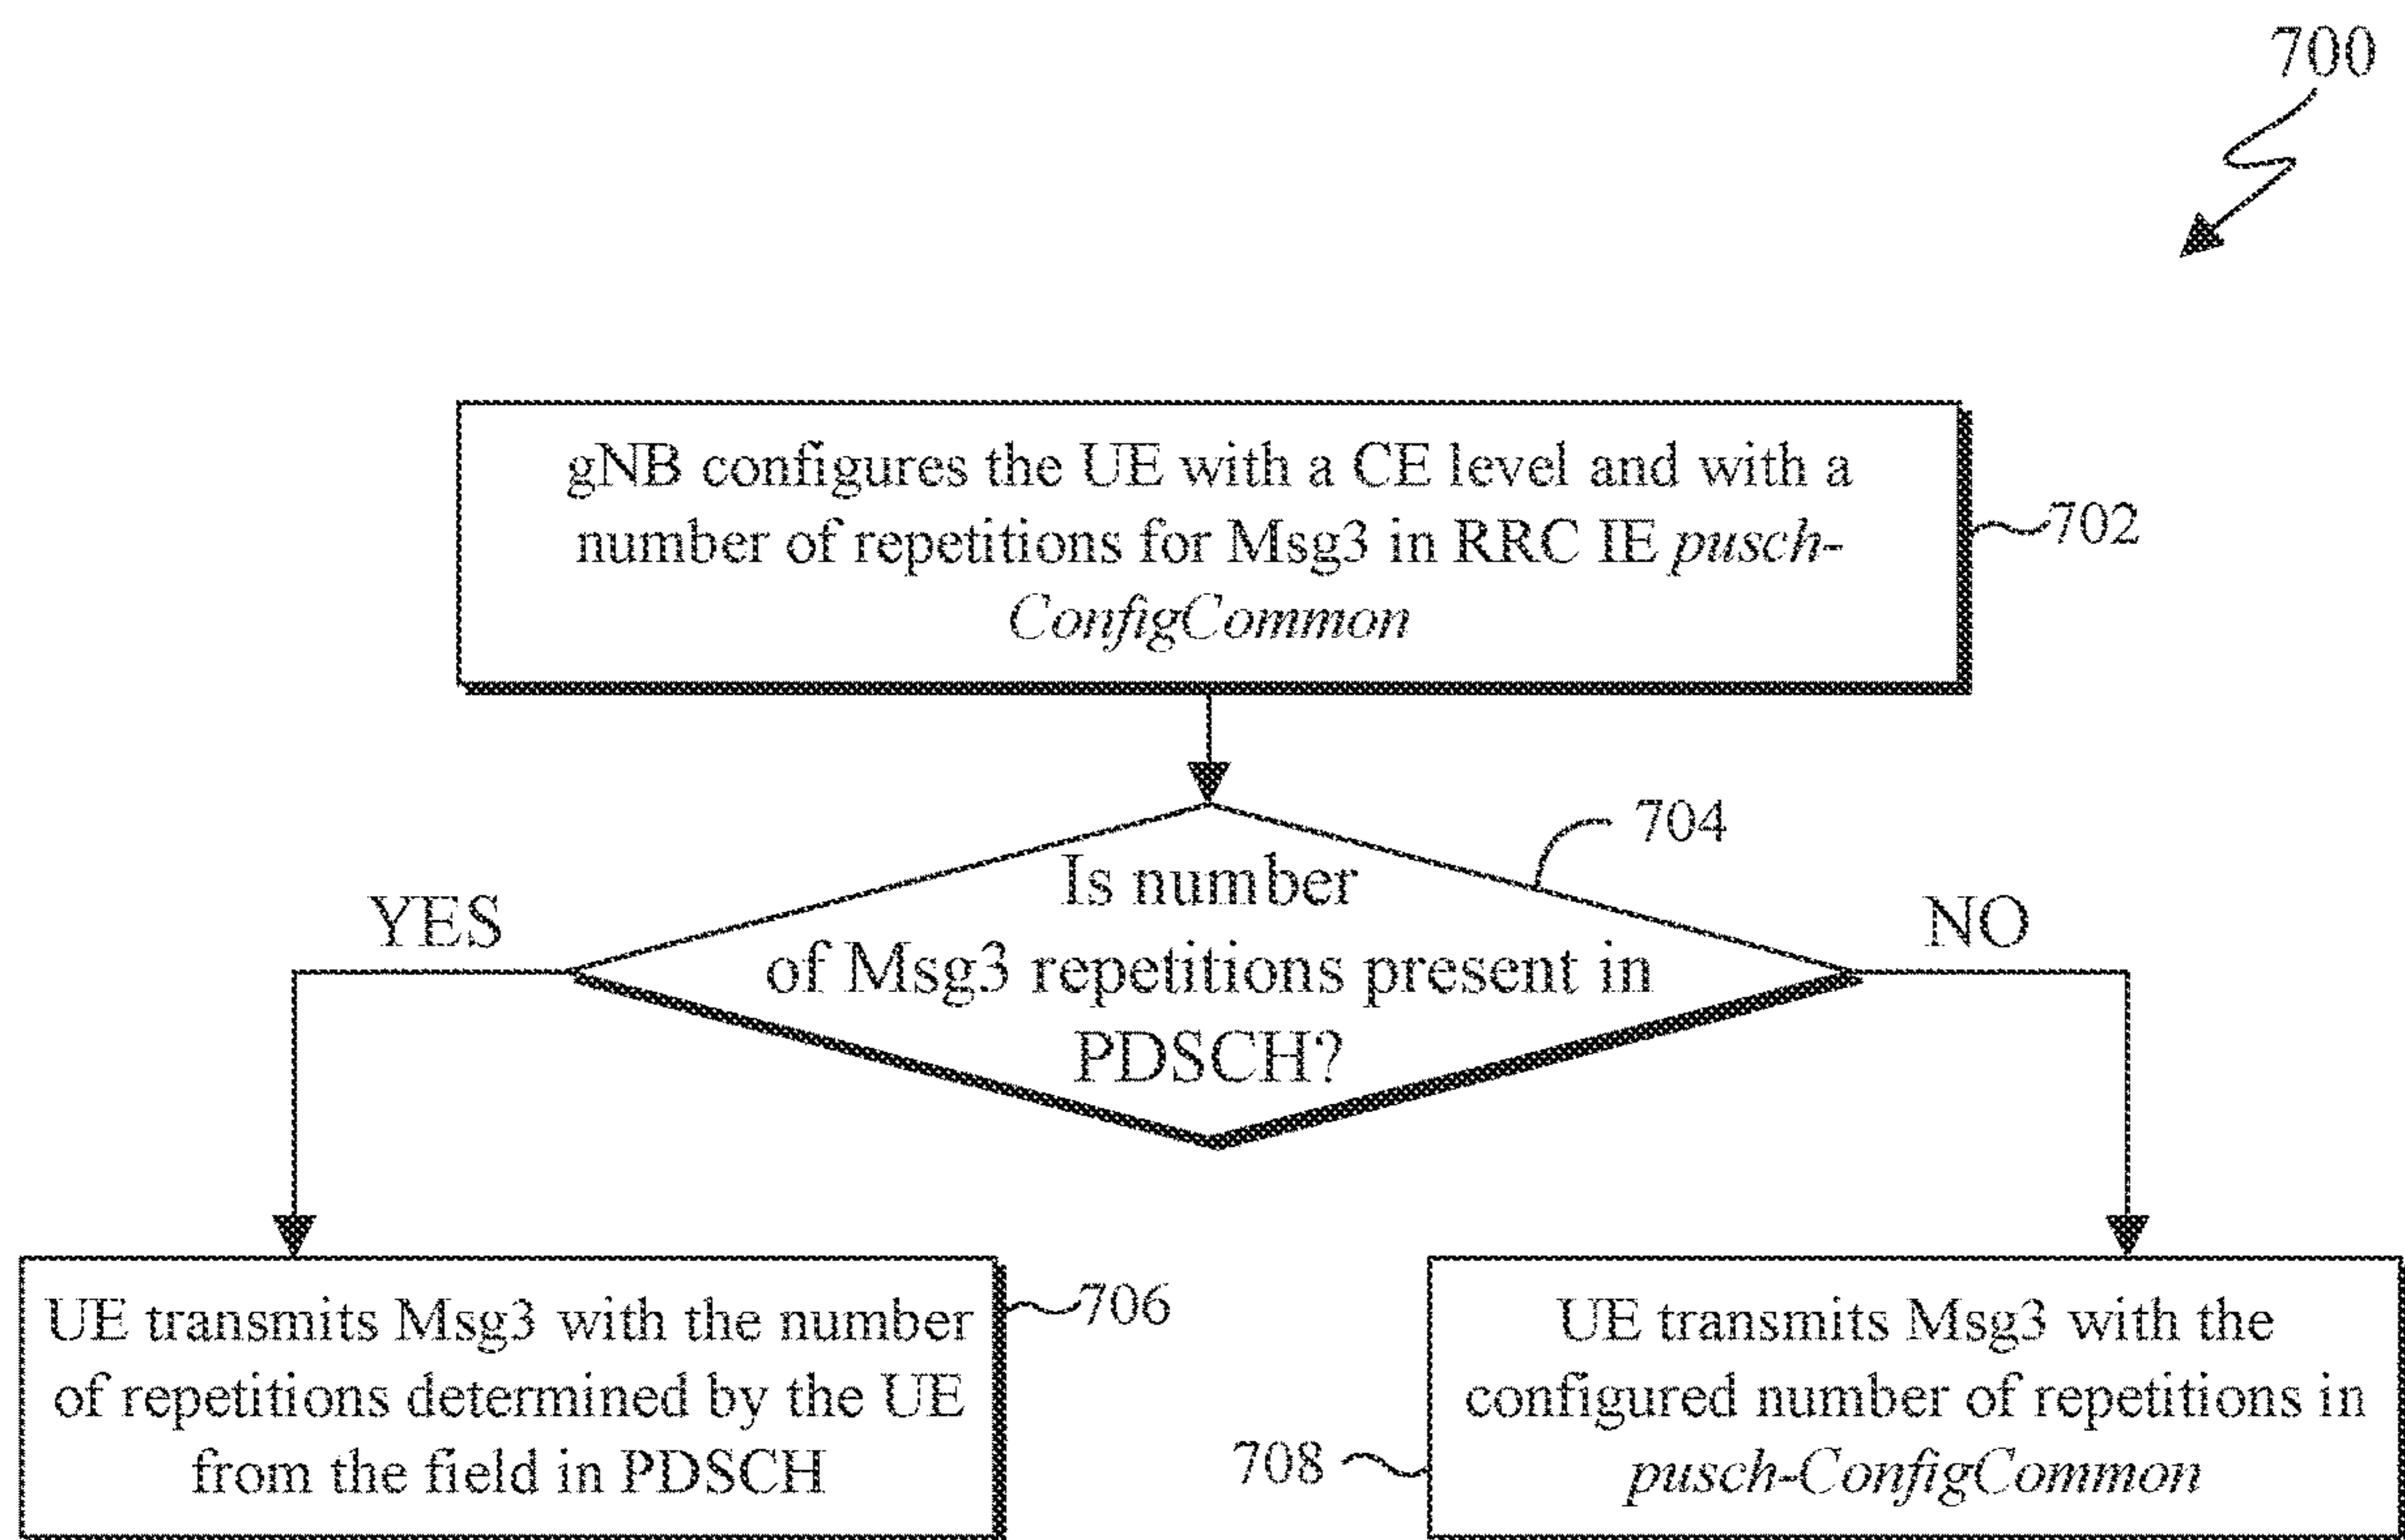 700
gNB configures the UE with a CE level and with a
number of repetitions for Msg3 in RRC IE pusch-
ConfigCommon
702
704
Is number
of Msg3 repetitions present in
PDSCH?
YES
NO
UE transmits Msg3 with the number
of repetitions determined by the UE
from the field in PDSCH
706
UE transmits Msg3 with the
configured number of repetitions in
pusch-ConfigCommon
708